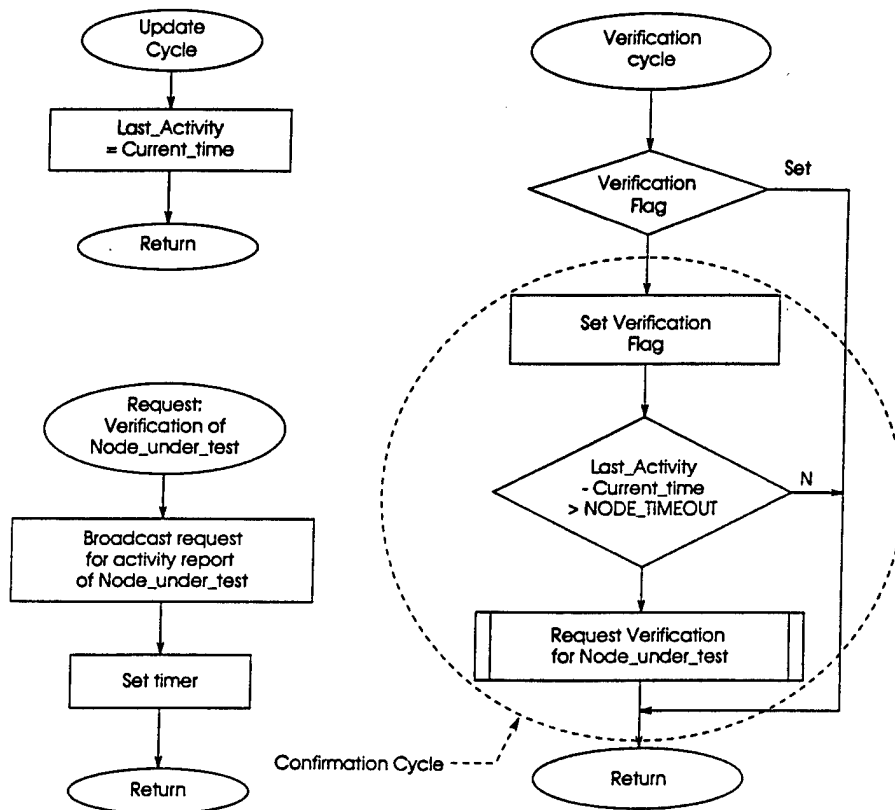 Update
Cycle
Last_Activity
= Current_time
Return
Request:
Verification of
Node_under_test
Broadcast request
for activity report
of Node_under_test
Set timer
Return
Verification
cycle
Verification
Flag
Set
Set Verification
Flag
Last_Activity
- Current_time
> NODE_TIMEOUT
N
Request Verification
for Node_under_test
Confirmation Cycle
Return